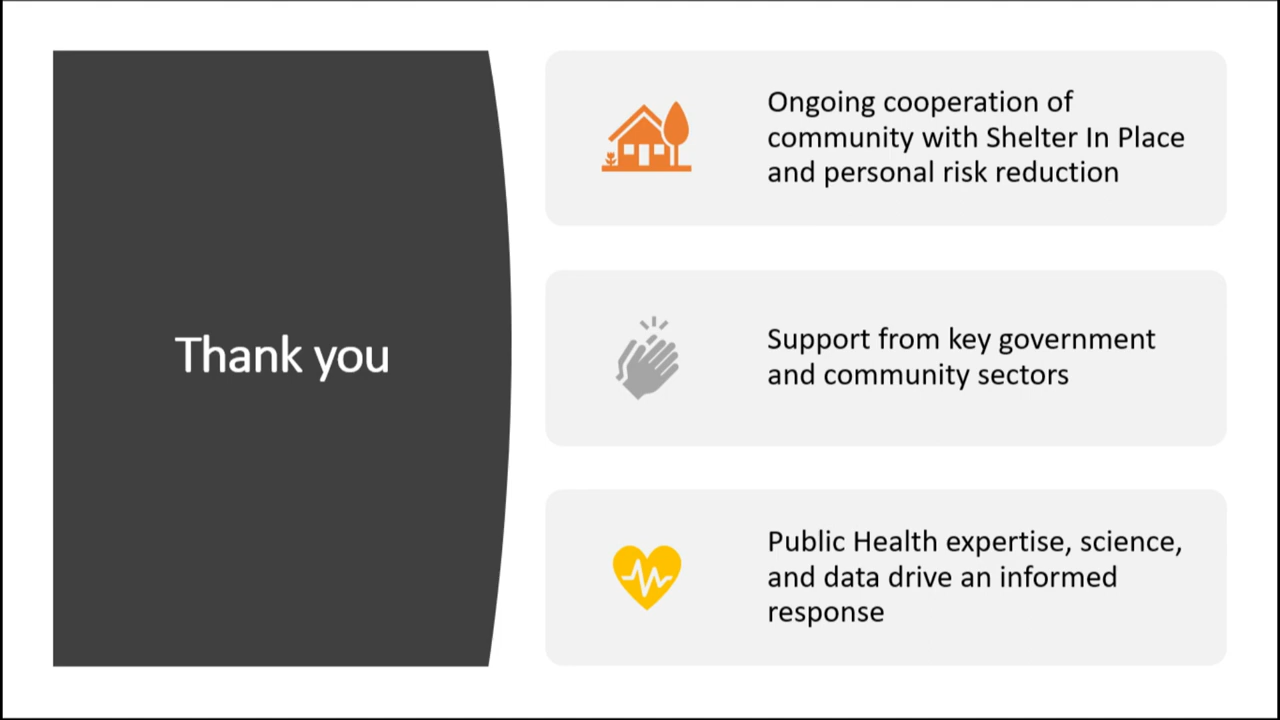 Thank you
Ongoing cooperation of
community with Shelter In Place
and personal risk reduction
Support from key government
and community sectors
Public Health expertise, science,
and data drive an informed
response